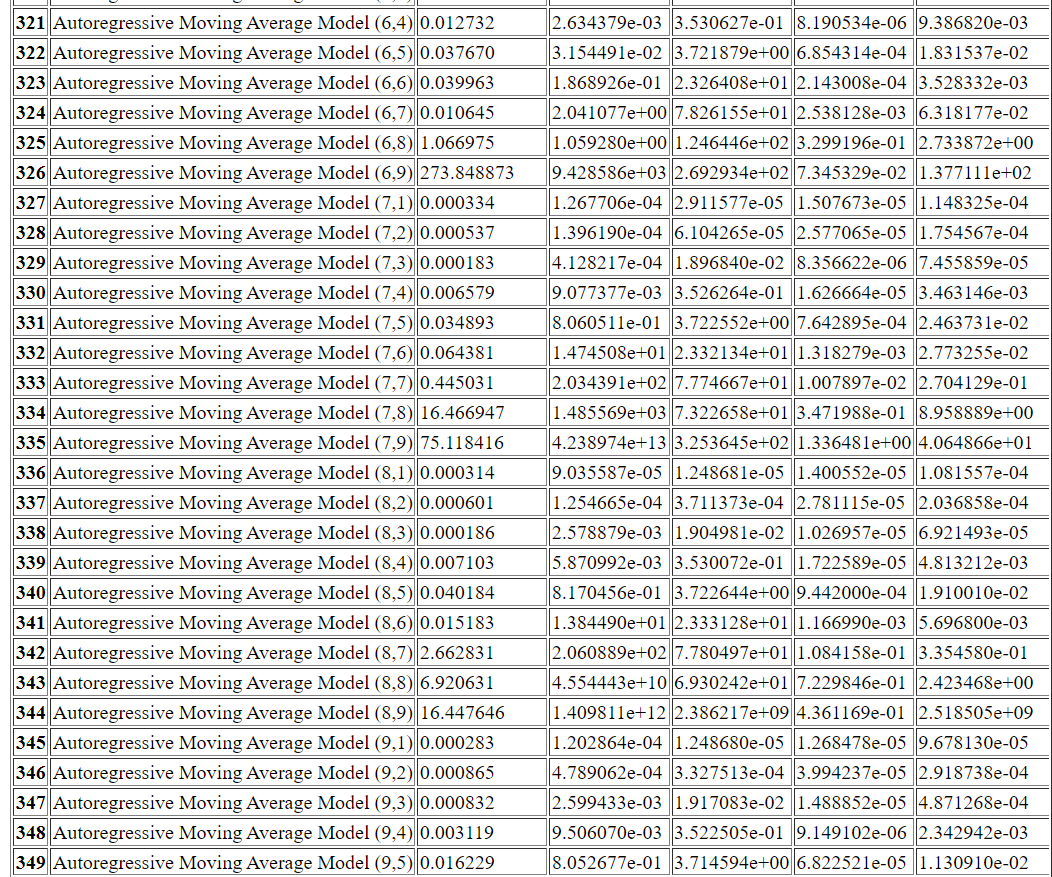 321 Autoregressive Moving Average Model (6,4) 0.012732 2.634379e-03 3.530627e-01 8.190534e-06 9.386820e-03
322 Autoregressive Moving Average Model (6,5) 0.037670 3.154491e-02 3.721879e+00 6.854314e-04 1.831537e-02
323 Autoregressive Moving Average Model (6,6) 0.039963 1.868926e-01 2.326408e+01 2.143008e-04 3.528332e-03
324 Autoregressive Moving Average Model (6,7) 0.010645 2.041077e+00 7.826155e+01 2.538128e-03 6.318177e-02
325 Autoregressive Moving Average Model (6,8) 1.066975 1.059280e+00 1.246446e+02 3.299196e-01 2.733872e+00
326 Autoregressive Moving Average Model (6,9) 273.848873 9.428586e+03 2.692934e+02 7.345329e-02 1.377111e+02
327 Autoregressive Moving Average Model (7,1) 0.000334 1.267706e-04 2.911577e-05 1.507673e-05 1.148325e-04
328 Autoregressive Moving Average Model (7,2) 0.000537 1.396190e-04 6.104265e-05 2.577065e-05 1.754567e-04
329 Autoregressive Moving Average Model (7,3) 0.000183 4.128217e-04 1.896840e-02 8.356622e-06 7.455859e-05
330 Autoregressive Moving Average Model (7,4) 0.006579 9.077377e-03 3.526264e-01 1.626664e-05 3.463146e-03
331 Autoregressive Moving Average Model (7,5) 0.034893 8.060511e-01 3.722552e+00 7.642895e-04 2.463731e-02
332 Autoregressive Moving Average Model (7,6) 0.064381 1.474508e+01 2.332134e+01 1.318279e-03 2.773255e-02
333 Autoregressive Moving Average Model (7,7) 0.445031 2.034391e+02 7.774667e+01 1.007897e-02 2.704129e-01
334 Autoregressive Moving Average Model (7,8) 16.466947 1.485569e+03 7.322658e+01 3.471988e-01 8.958889e+00
335 Autoregressive Moving Average Model (7,9) 75.118416 4.238974e+13 3.253645e+02 1.336481e+00 4.064866e+01
336 Autoregressive Moving Average Model (8,1) 0.000314 9.035587e-05 1.248681e-05 1.400552e-05 1.081557e-04
337 Autoregressive Moving Average Model (8,2) 0.000601 1.254665e-04 3.711373e-04 2.781115e-05 2.036858e-04
338 Autoregressive Moving Average Model (8,3) 0.000186 2.578879e-03 1.904981e-02 1.026957e-05 6.921493e-05
339 Autoregressive Moving Average Model (8,4) 0.007103 5.870992e-03 3.530072e-01 1.722589e-05 4.813212e-03
340 Autoregressive Moving Average Model (8,5) 0.040184 8.170456e-01 3.722644e+00 9.442000e-04 1.910010e-02
341 Autoregressive Moving Average Model (8,6) 0.015183 1.384490e+01 2.333128e+01 1.166990e-03 5.696800e-03
342 Autoregressive Moving Average Model (8,7) 2.662831 2.060889e+02 7.780497e+01 1.084158e-01 3.354580e-01
343 Autoregressive Moving Average Model (8,8) 6.920631 4.554443e+10 6.930242e+01 7.229846e-01 2.423468e+00
344 Autoregressive Moving Average Model (8,9) 16.447646 1.409811e+12 2.386217e+09 4.361169e-01 2.518505e+09
345 Autoregressive Moving Average Model (9,1) 0.000283 1.202864e-04 1.248680e-05 1.268478e-05 9.678130e-05
346 Autoregressive Moving Average Model (9,2) 0.000865 4.789062e-04 3.327513e-04 3.994237e-05 2.918738e-04
347 Autoregressive Moving Average Model (9,3) 0.000832 2.599433e-03 1.917083e-02 1.488852e-05 4.871268e-04
348 Autoregressive Moving Average Model (9,4) 0.003119 9.506070e-03 3.522505e-01 9.149102e-06 2.342942e-03
349 Autoregressive Moving Average Model (9,5) 0.016229 8.052677e-01 3.714594e+00 6.822521e-05 1.130910e-02